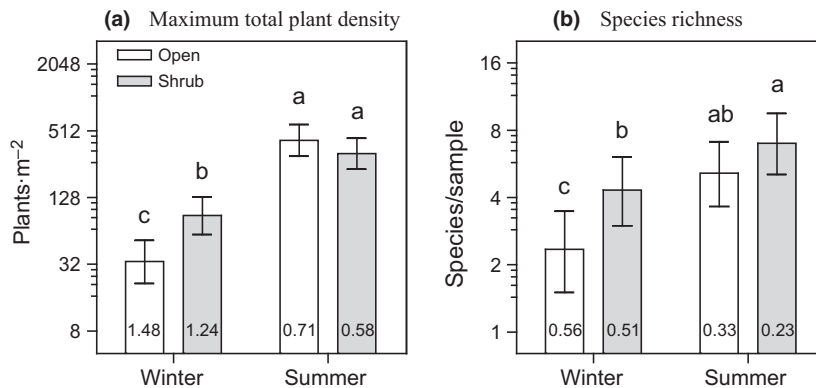 (a) Maximum total plant density
Open
Shrub
Plants·m⁻²
2048
512
128
32
8
c
b
a
a
1.48
1.24
0.71
0.58
Winter
Summer
(b) Species richness
Species/sample
16
8
4
2
1
c
b
ab
a
0.56
0.51
0.33
0.23
Winter
Summer